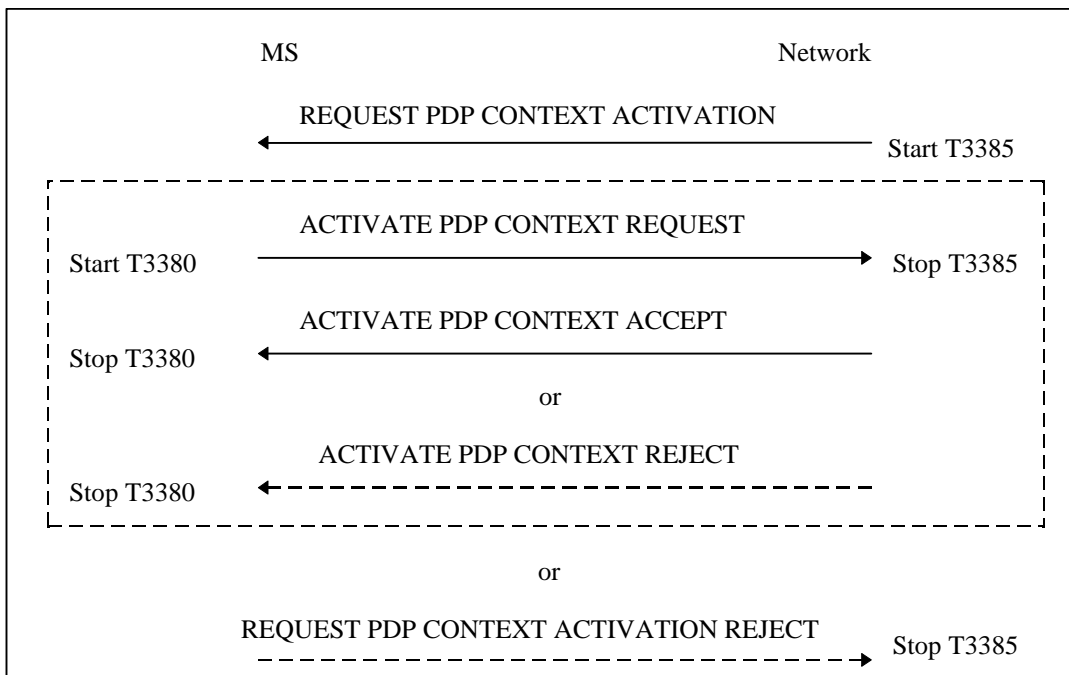 MS Network
REQUEST PDP CONTEXT ACTIVATION
Start T3385
ACTIVATE PDP CONTEXT REQUEST
Start T3380 Stop T3385
ACTIVATE PDP CONTEXT ACCEPT
Stop T3380
or
ACTIVATE PDP CONTEXT REJECT
Stop T3380
or
REQUEST PDP CONTEXT ACTIVATION REJECT
Stop T3385